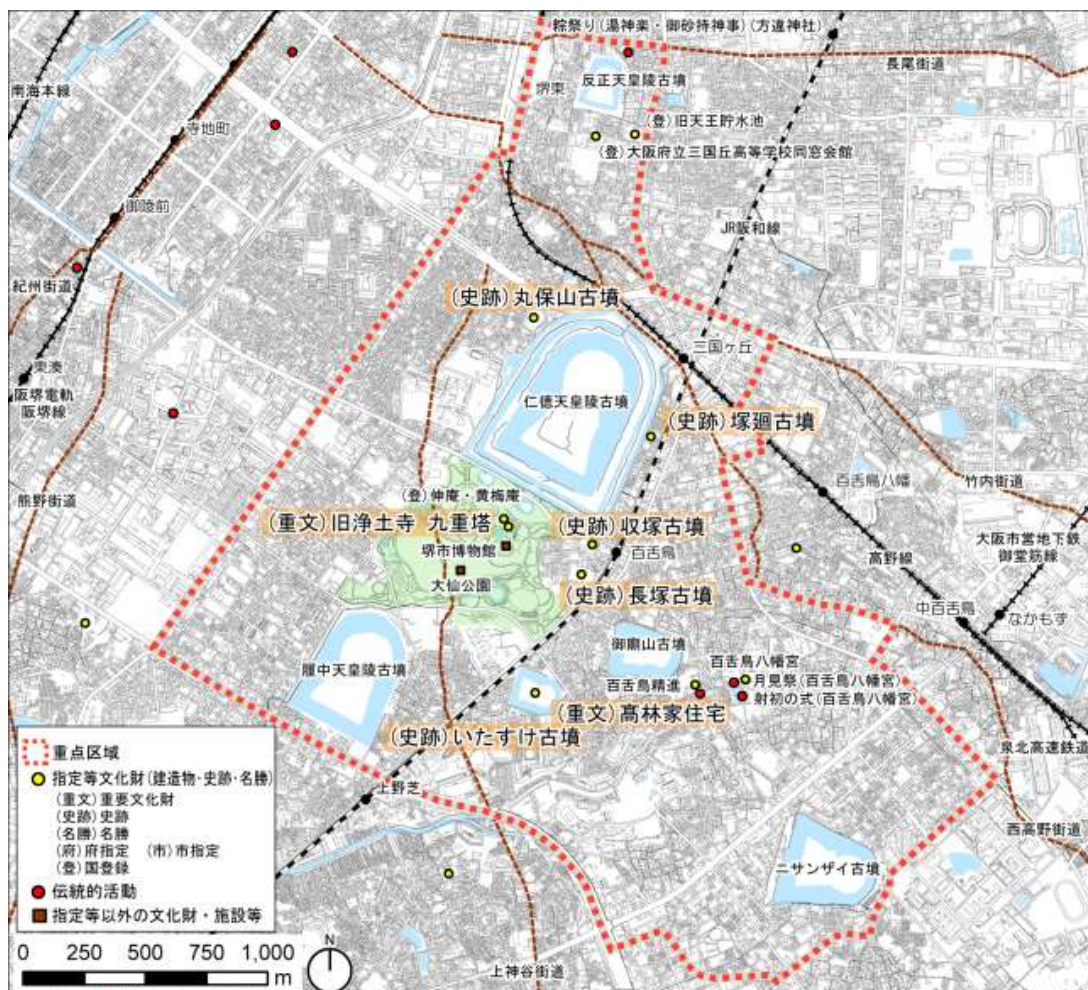 粽祭り(湯神楽・御砂持神事)(方違神社)
長尾街道
南海本線
堺東
反正天皇陵古墳
寺地町
(登)旧天王貯水池
(登)大阪府立三国丘高等学校同窓会館
御陵前
JR阪和線
紀州街道
(史跡)丸保山古墳
三国ヶ丘
東湊
阪堺電軌
阪堺線
仁徳天皇陵古墳
(史跡)塚廻古墳
百舌鳥八幡
竹内街道
熊野街道
(登)伸庵・黄梅庵
(重文)旧浄土寺 九重塔
(史跡)収塚古墳
大阪市営地下鉄
御堂筋線
堺市博物館
百舌鳥
高野線
大仙公園
(史跡)長塚古墳
中百舌鳥
なかもず
御廟山古墳
履中天皇陵古墳
百舌鳥八幡宮
百舌鳥精進
月見祭(百舌鳥八幡宮)
射初の式(百舌鳥八幡宮)
(重文)髙林家住宅
(史跡)いたすけ古墳
泉北高速鉄道
上野芝
西高野街道
ニサンザイ古墳
上神谷街道
重点区域
指定等文化財(建造物・史跡・名勝)
(重文)重要文化財
(史跡)史跡
(名勝)名勝
(府)府指定 (市)市指定
(登)国登録
伝統的活動
指定等以外の文化財・施設等
0 250 500 750 1,000
m
N